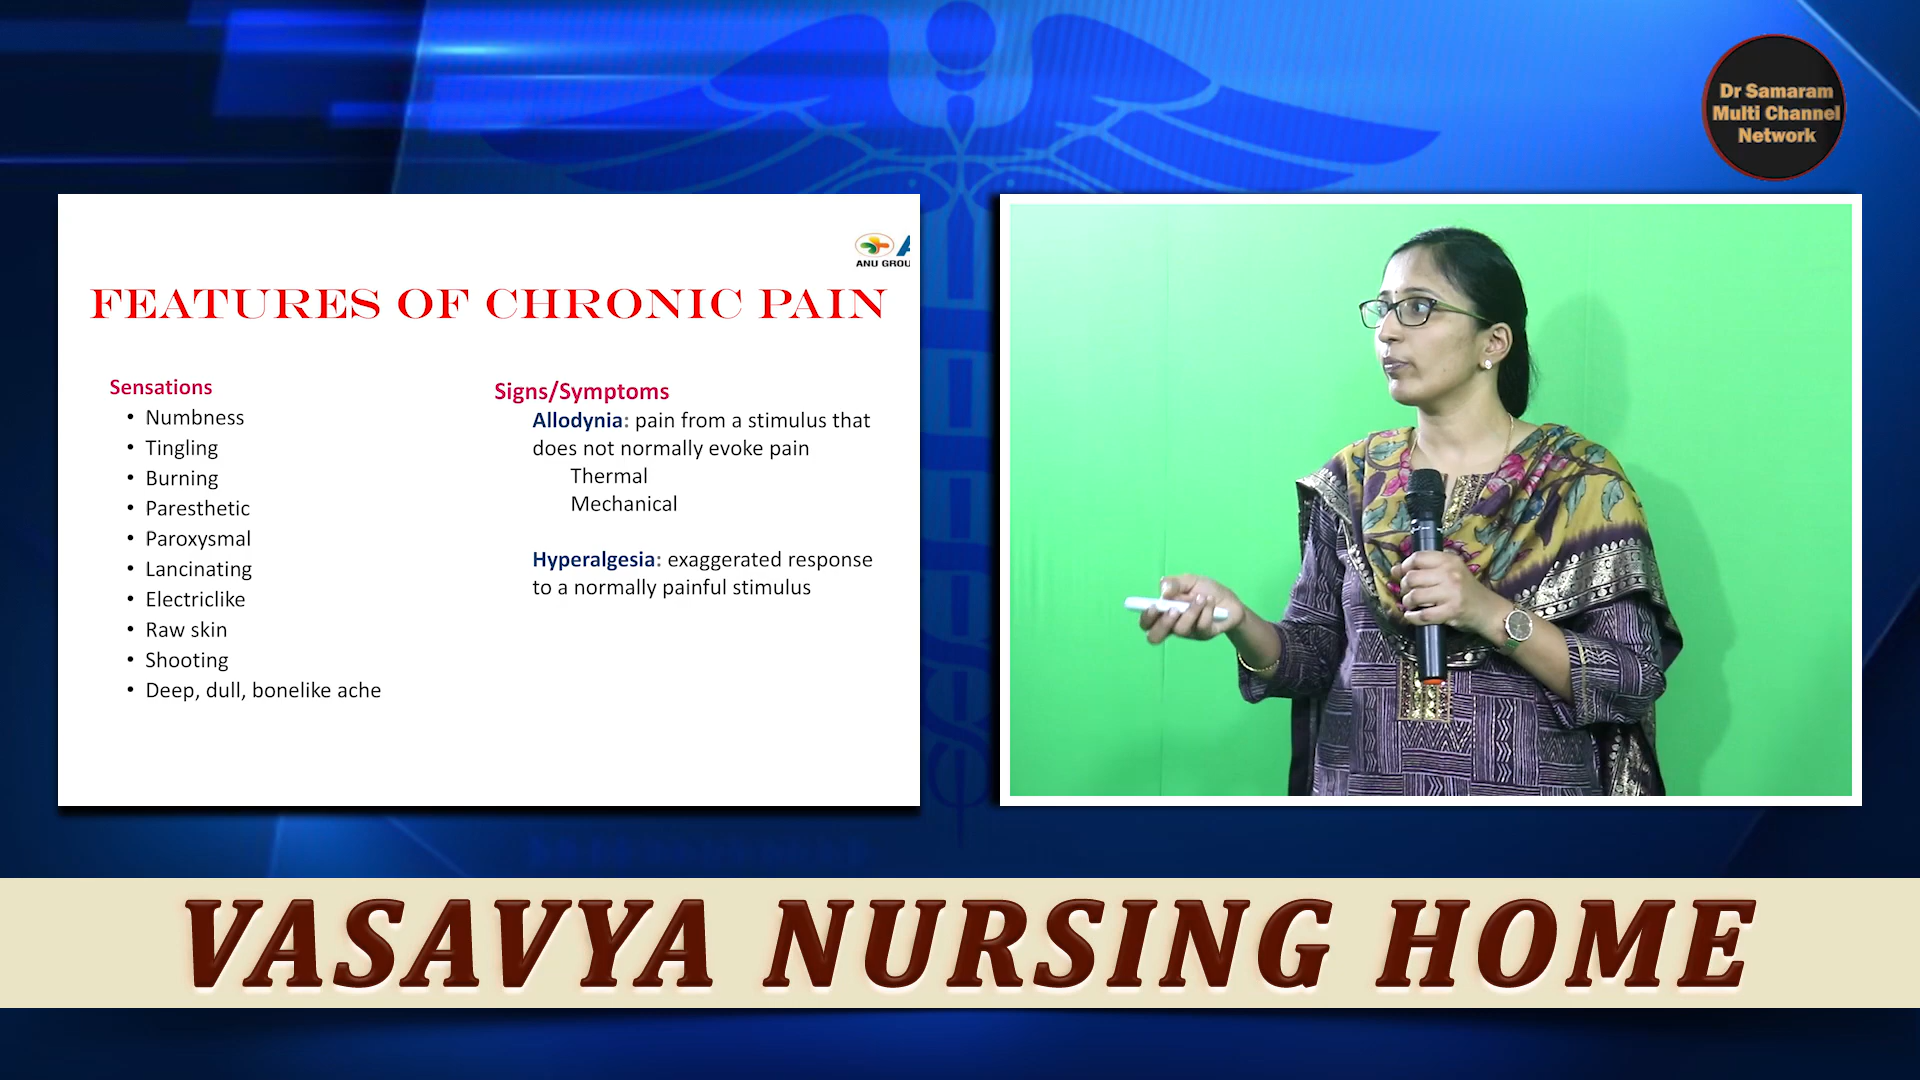 Dr Samaram
Multi Channel
Network
ANU GROU
FEATURES OF CHRONIC PAIN
Sensations
• Numbness
• Tingling
• Burning
• Paresthetic
• Paroxysmal
• Lancinating
• Electriclike
• Raw skin
• Shooting
• Deep, dull, bonelike ache
Signs/Symptoms
Allodynia: pain from a stimulus that
does not normally evoke pain
Thermal
Mechanical
Hyperalgesia: exaggerated response
to a normally painful stimulus
VASAVYA NURSING HOME